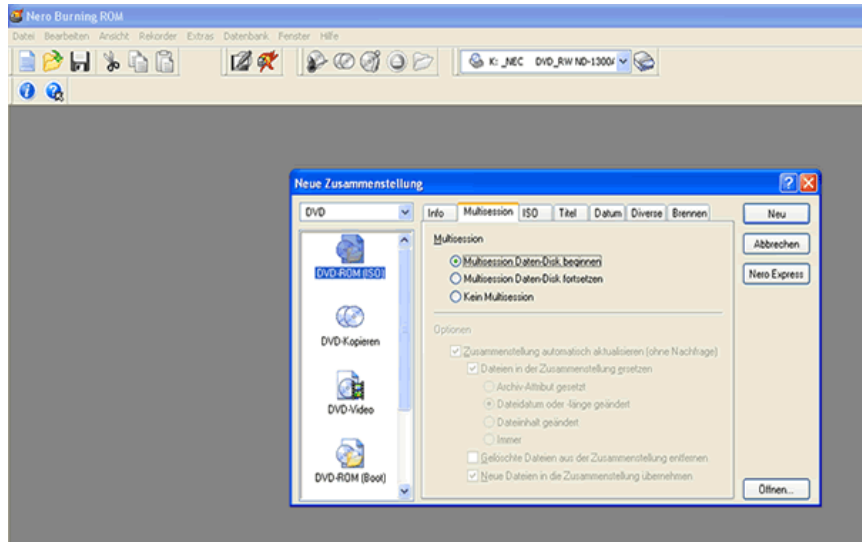 Nero Burning ROM
Datei Bearbeiten Ansicht Rekorder Extras Datenbank Fenster Hilfe
K: _NEC DVD_RW ND-1300A
Neue Zusammenstellung
DVD
Info Multisession ISO Titel Datum Diverse Brennen
Neu
Multisession
Abbrechen
Multisession Daten-Disk beginnen
DVD-ROM (ISO)
Multisession Daten-Disk fortsetzen
Nero Express
Kein Multisession
Optionen
DVD-Kopieren
Zusammenstellung automatisch aktualisieren (ohne Nachfrage)
Dateien in der Zusammenstellung ersetzen
Archiv-Attribut gesetzt
DVD-Video
Dateidatum oder -länge geändert
Dateiinhalt geändert
Immer
Gelöschte Dateien aus der Zusammenstellung entfernen
DVD-ROM (Boot)
Neue Dateien in die Zusammenstellung übernehmen
Öffnen...